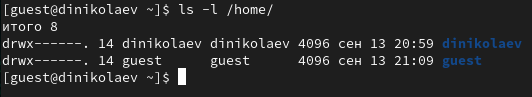 [guest@dinikolaev ~]$ ls -l /home/
итого 8
drwx------. 14 dinikolaev dinikolaev 4096 сен 13 20:59 dinikolaev
drwx------. 14 guest      guest      4096 сен 13 21:09 guest
[guest@dinikolaev ~]$